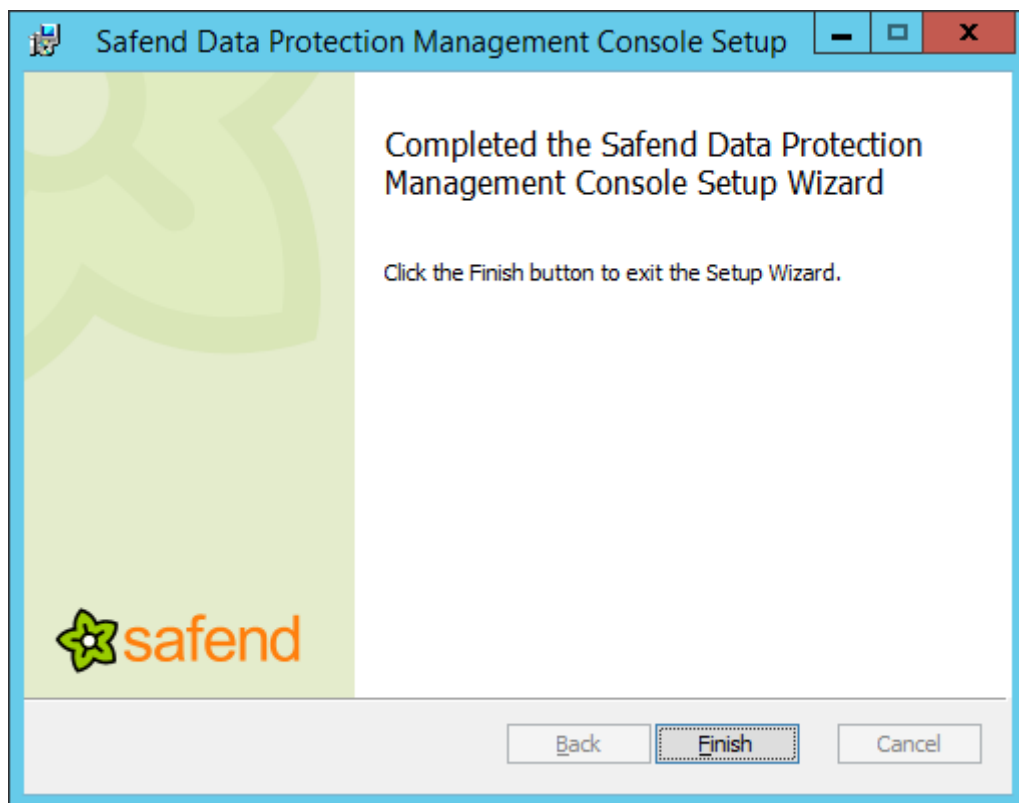 Safend Data Protection Management Console Setup
Completed the Safend Data Protection
Management Console Setup Wizard
Click the Finish button to exit the Setup Wizard.
safend
Back
Finish
Cancel